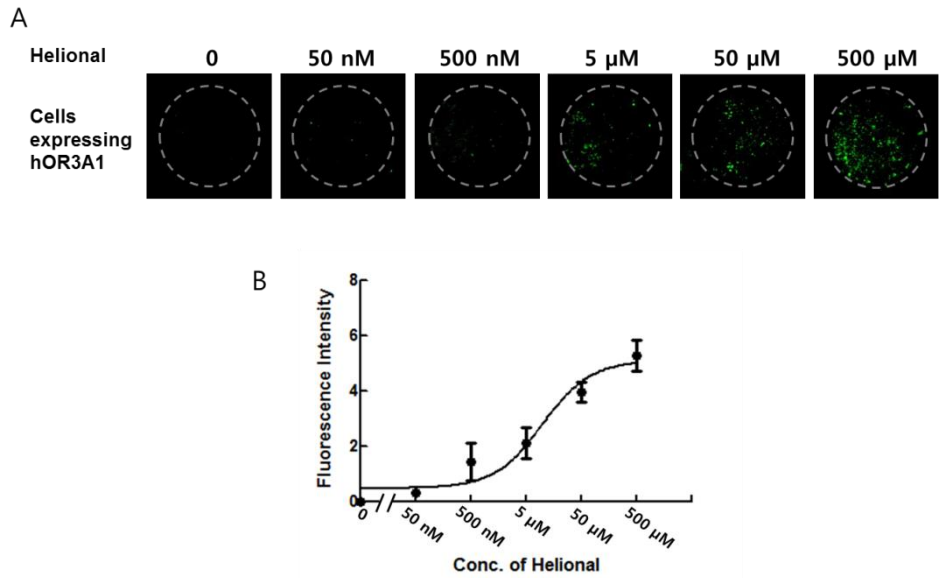 A
Helional 0 50 nM 500 nM 5 µM 50 µM 500 µM
Cells
expressing
hOR3A1
B
8
6
4
2
0
Fluorescence Intensity
0 50 nM 500 nM 5 µM 50 µM 500 µM
Conc. of Helional